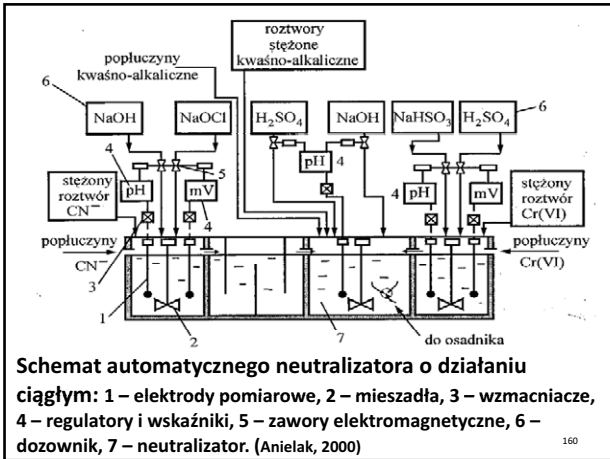 roztwory
stężone
kwaśno-alkaliczne
popłuczyny
kwaśno-alkaliczne
6
NaOH
NaOCl
H₂SO₄
NaOH
NaHSO₃
H₂SO₄
6
4
5
pH
mV
4
pH
4
4
pH
mV
stężony
roztwór
CN⁻
stężony
roztwór
Cr(VI)
popłuczyny
CN⁻
popłuczyny
Cr(VI)
3
1
2
7
do osadnika
Schemat automatycznego neutralizatora o działaniu
ciągłym: 1 – elektrody pomiarowe, 2 – mieszadła, 3 – wzmacniacze,
4 – regulatory i wskaźniki, 5 – zawory elektromagnetyczne, 6 –
dozownik, 7 – neutralizator. (Anielak, 2000)
160